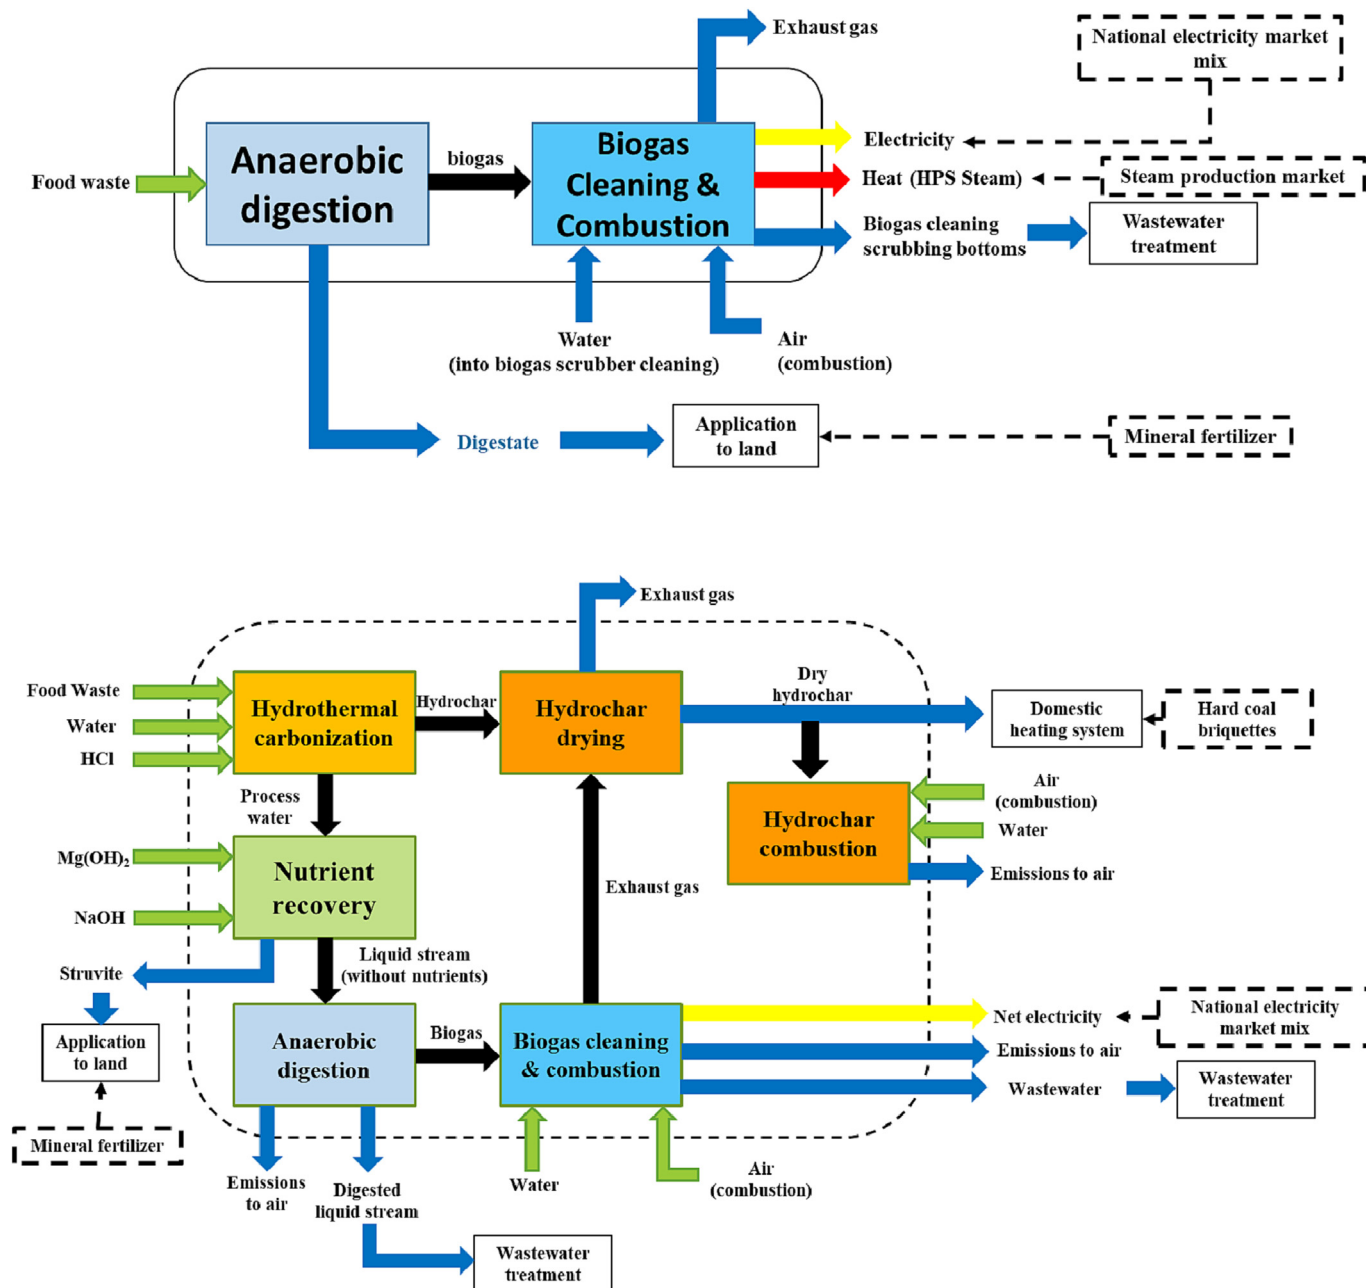 Exhaust gas
National electricity market
mix
Anaerobic
digestion
biogas
Biogas
Cleaning &
Combustion
Electricity
Food waste
Heat (HPS Steam)
Steam production market
Biogas cleaning
scrubbing bottoms
Wastewater
treatment
Water
(into biogas scrubber cleaning)
Air
(combustion)
Digestate
Application
to land
Mineral fertilizer
Exhaust gas
Food Waste
Water
HCl
Hydrothermal
carbonization
Hydrochar
Hydrochar
drying
Dry
hydrochar
Domestic
heating system
Hard coal
briquettes
Process
water
Air
(combustion)
Water
Hydrochar
combustion
Emissions to air
Mg(OH)₂
NaOH
Nutrient
recovery
Exhaust gas
Struvite
Liquid stream
(without nutrients)
Application
to land
Mineral fertilizer
Anaerobic
digestion
Biogas
Biogas cleaning
& combustion
Net electricity
National electricity
market mix
Emissions to air
Wastewater
Wastewater
treatment
Emissions
to air
Digested
liquid stream
Water
Air
(combustion)
Wastewater
treatment